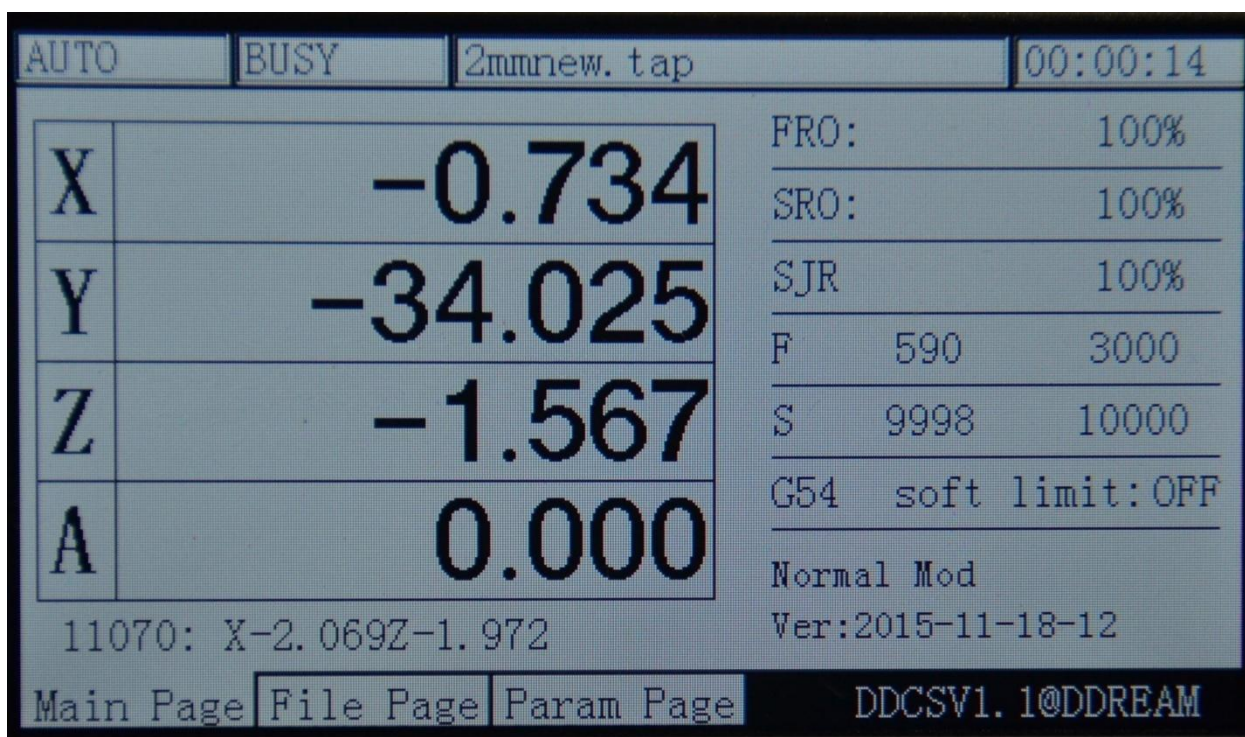 AUTO BUSY 2mmnew.tap 00:00:14
X -0.734
Y -34.025
Z -1.567
A 0.000
11070: X-2.069Z-1.972
FRO: 100%
SRO: 100%
SJR 100%
F 590 3000
S 9998 10000
G54 soft limit:OFF
Normal Mod
Ver:2015-11-18-12
Main Page File Page Param Page DDCSV1.1@DDREAM